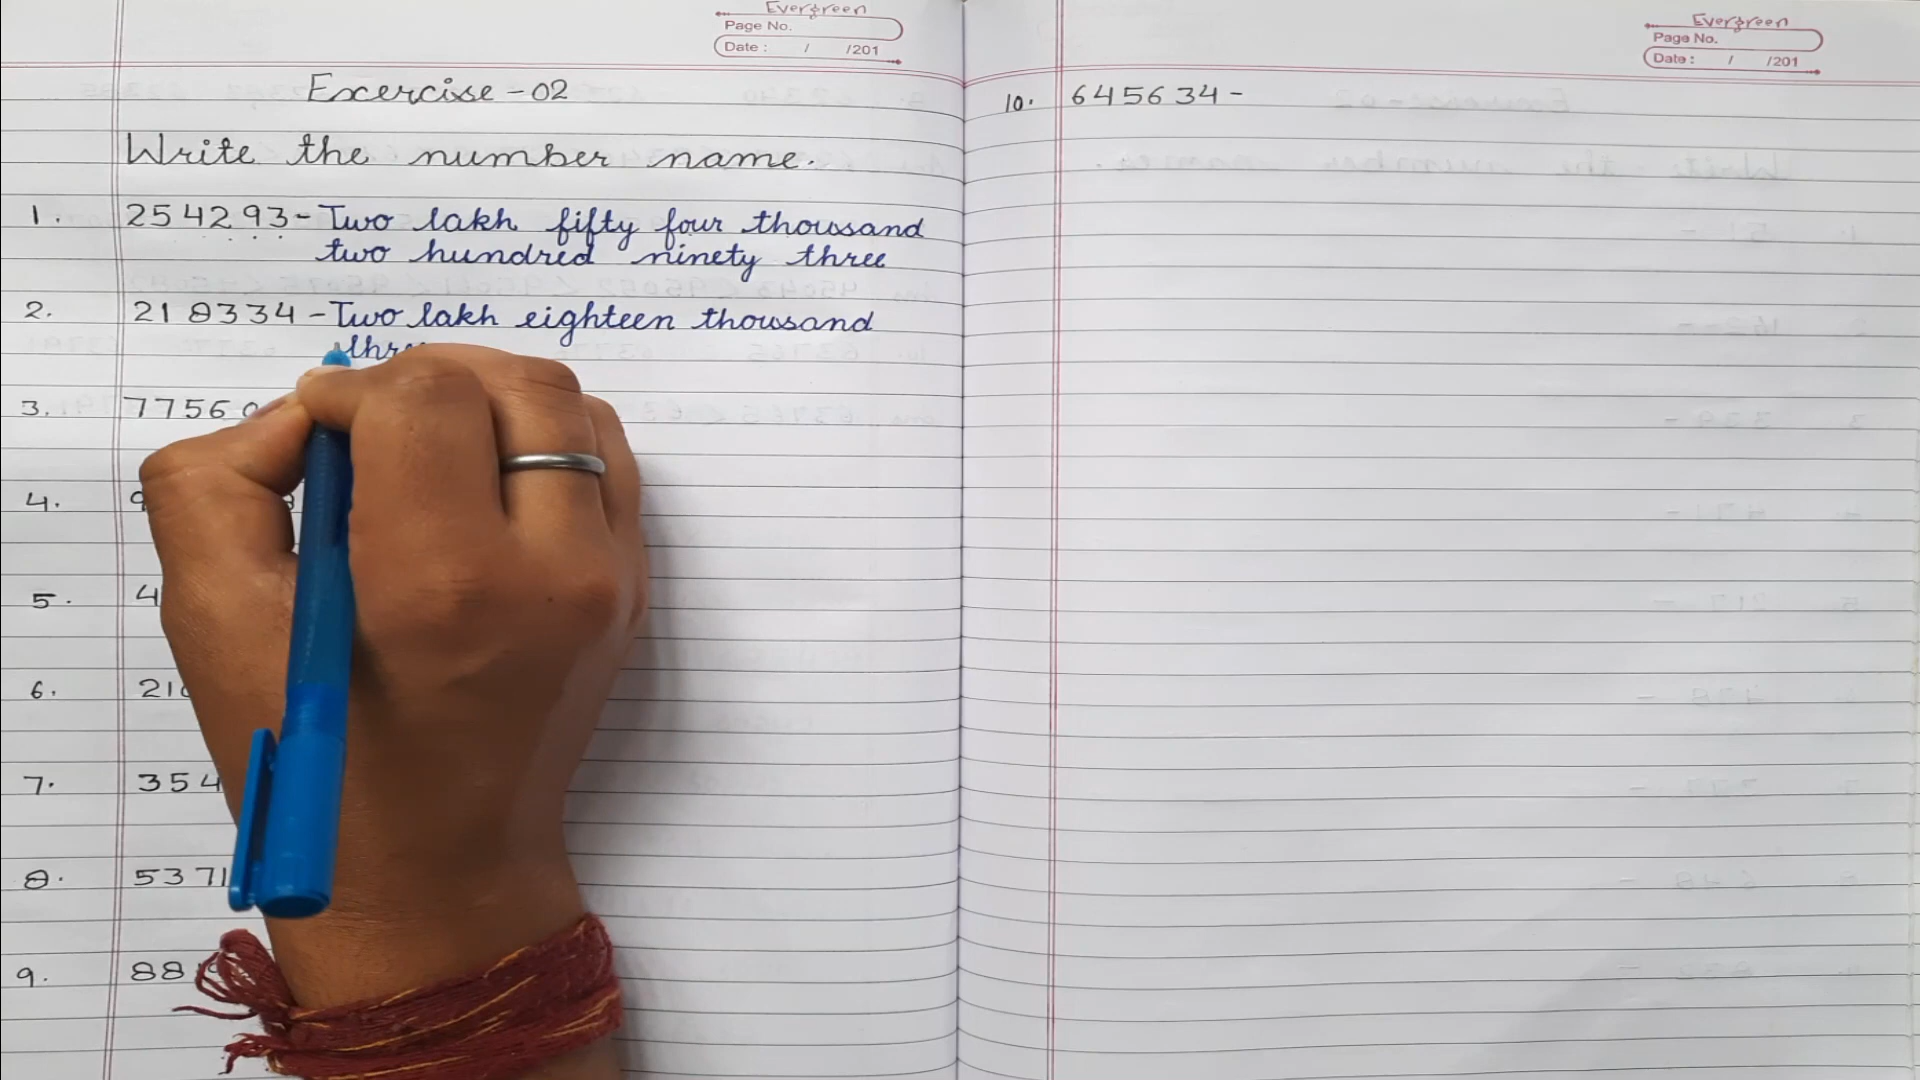 Evergreen
Page No.
Date : / /201
Exercise-02
Write the number name.
1. 254293-Two lakh fifty four thousand
two hundred ninety three
2. 218334-Two lakh eighteen thousand
3. 7756
4. 9
5. 4
6. 21
7. 354
8. 5371
9. 88
Evergreen
Page No.
Date : / /201
10. 645634-